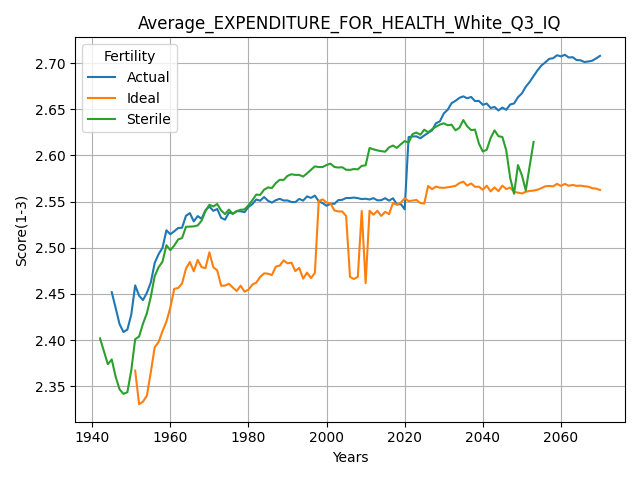 Average_EXPENDITURE_FOR_HEALTH_White_Q3_IQ
Fertility
Actual
Ideal
Sterile
Score(1-3)
2.70
2.65
2.60
2.55
2.50
2.45
2.40
2.35
1940 1960 1980 2000 2020 2040 2060
Years